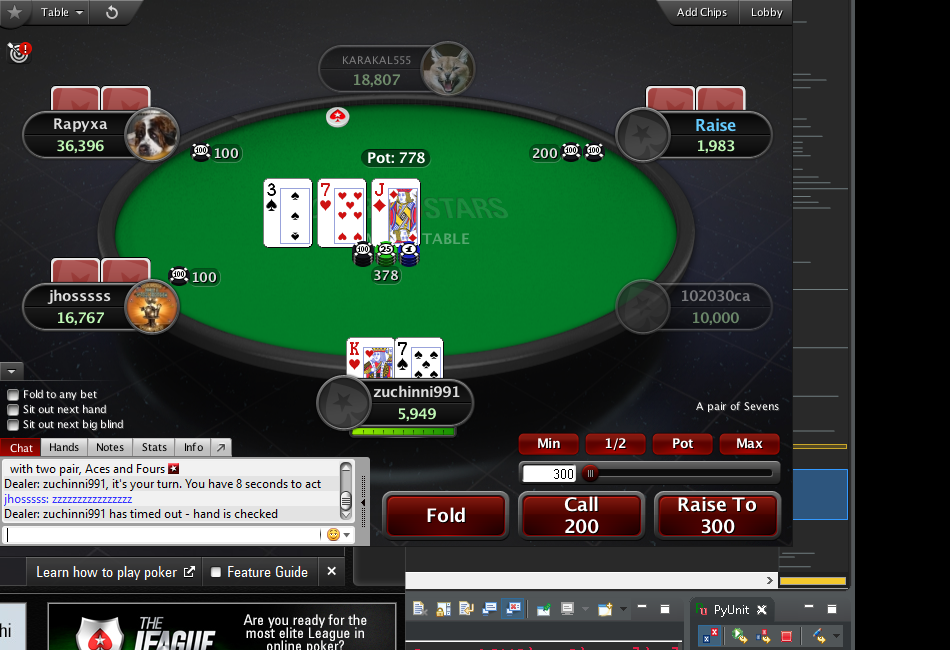 Table
Add Chips
Lobby
KARAKAL555
18,807
Rapyxa
36,396
100
Raise
1,983
200
Pot: 778
3
7
J
STARS
TABLE
378
jhosssss
16,767
100
102030ca
10,000
K
7
zuchinni991
5,949
A pair of Sevens
Fold to any bet
Sit out next hand
Sit out next big blind
Chat Hands Notes Stats Info
with two pair, Aces and Fours
Dealer: zuchinni991, it's your turn. You have 8 seconds to act
jhosssss: zzzzzzzzzzzzzzzz
Dealer: zuchinni991 has timed out - hand is checked
Min 1/2 Pot Max
300
Fold
Call
200
Raise To
300
Learn how to play poker
Feature Guide
THE
LEAGUE
Are you ready for the
most elite League in
online poker?
hi
PyUnit